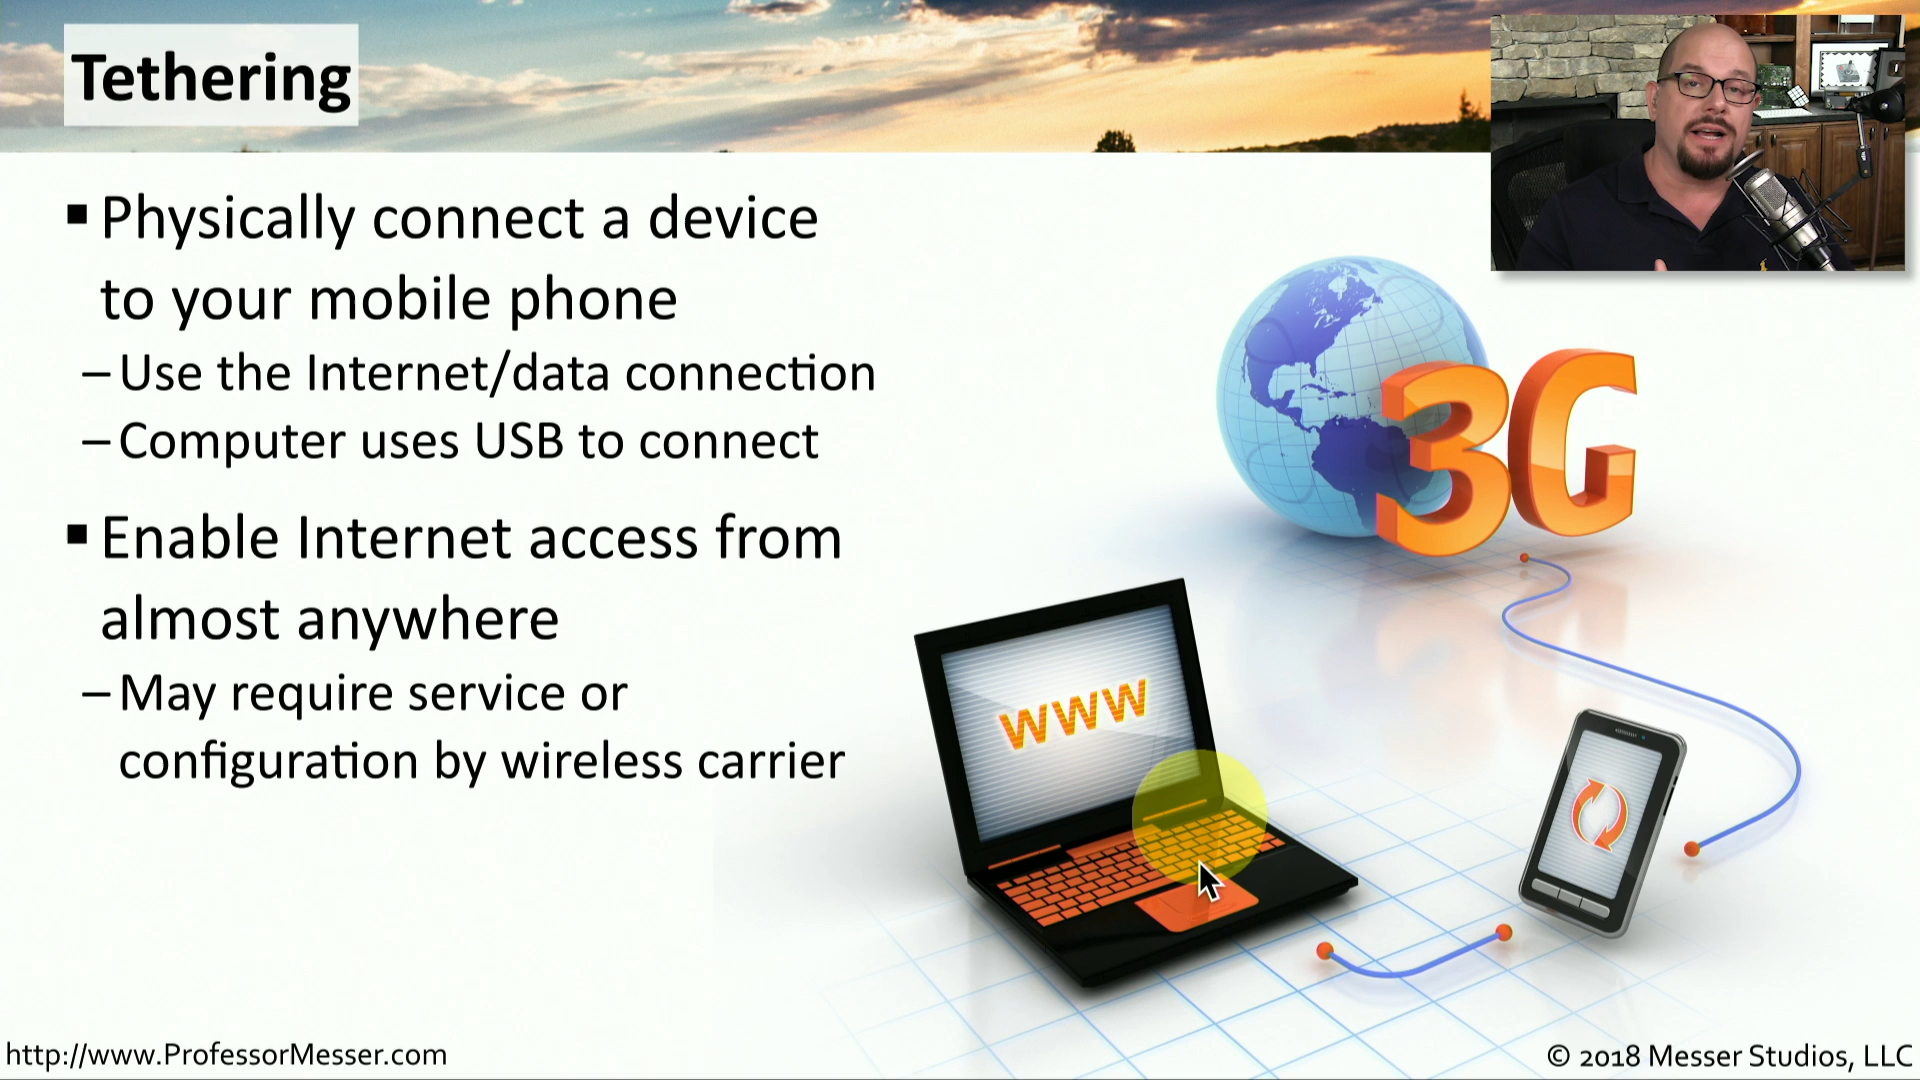 Tethering
▪ Physically connect a device
to your mobile phone
– Use the Internet/data connection
– Computer uses USB to connect
▪ Enable Internet access from
almost anywhere
– May require service or
configuration by wireless carrier
3G
www
http://www.ProfessorMesser.com
© 2018 Messer Studios, LLC